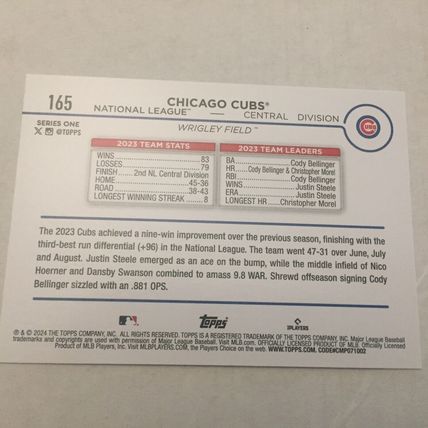 165
SERIES ONE
@TOPPS
CHICAGO CUBS®
NATIONAL LEAGUE™ — CENTRAL DIVISION
CUBS
WRIGLEY FIELD™
2023 TEAM STATS
WINS 83
LOSSES 79
FINISH 2nd NL Central Division
HOME 45-36
ROAD 38-43
LONGEST WINNING STREAK 8
2023 TEAM LEADERS
BA Cody Bellinger
HR Cody Bellinger & Christopher Morel
RBI Cody Bellinger
WINS Justin Steele
ERA Justin Steele
LONGEST HR Christopher Morel
The 2023 Cubs achieved a nine-win improvement over the previous season, finishing with the
third-best run differential (+96) in the National League. The team went 47-31 over June, July
and August. Justin Steele emerged as an ace on the bump, while the middle infield of Nico
Hoerner and Dansby Swanson combined to amass 9.8 WAR. Shrewd offseason signing Cody
Bellinger sizzled with an .881 OPS.
topps
PLAYERS
® & © 2024 THE TOPPS COMPANY, INC. ALL RIGHTS RESERVED. TOPPS IS A REGISTERED TRADEMARK OF THE TOPPS COMPANY, INC. Major League Baseball
trademarks and copyrights are used with permission of Major League Baseball. Visit MLB.com. OFFICIALLY LICENSED PRODUCT OF MLB. Officially Licensed
Product of MLB Players, Inc. Visit MLBPLAYERS.COM, the Players Choice on the web. WWW.TOPPS.COM. CODE#CMP071002